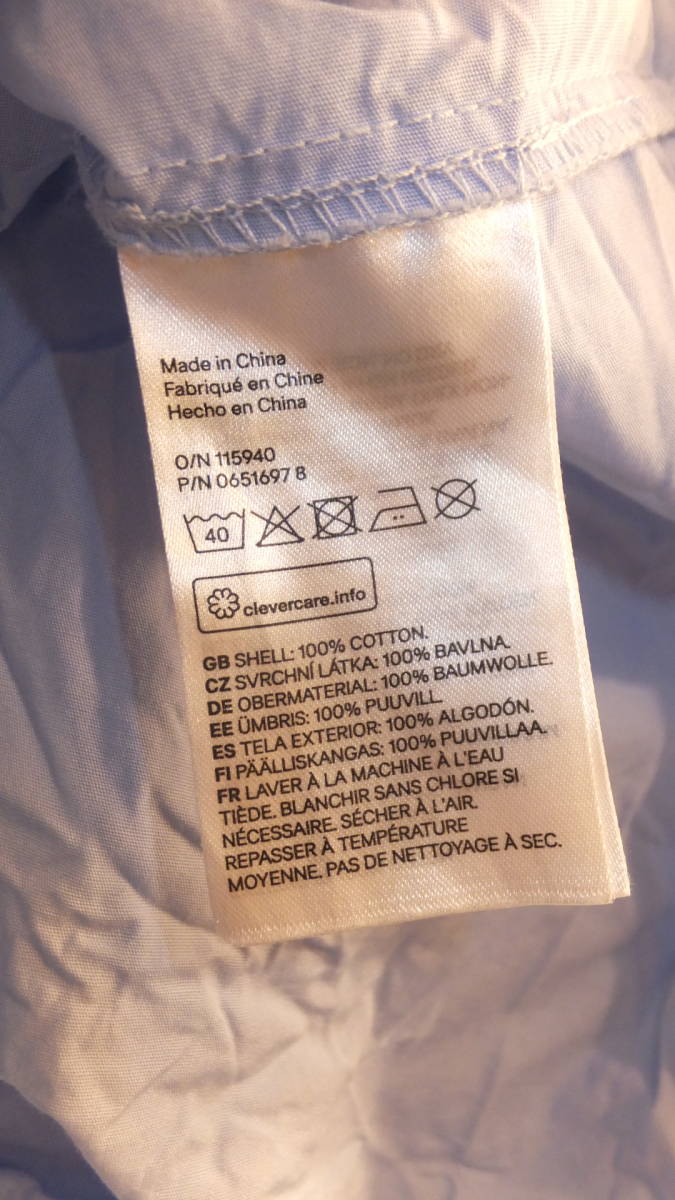 Made in China
Fabriqué en Chine
Hecho en China
O/N 115940
P/N 0651697 8
40
clevercare.info
GB SHELL: 100% COTTON.
CZ SVRCHNÍ LÁTKA: 100% BAVLNA.
DE OBERMATERIAL: 100% BAUMWOLLE.
EE ÜMBRIS: 100% PUUVILL
ES TELA EXTERIOR: 100% ALGODÓN.
FI PÄÄLLISKANGAS: 100% PUUVILLAA.
FR LAVER À LA MACHINE À L'EAU
TIÈDE. BLANCHIR SANS CHLORE SI
NÉCESSAIRE. SÉCHER À L'AIR.
REPASSER À TEMPÉRATURE
MOYENNE. PAS DE NETTOYAGE À SEC.